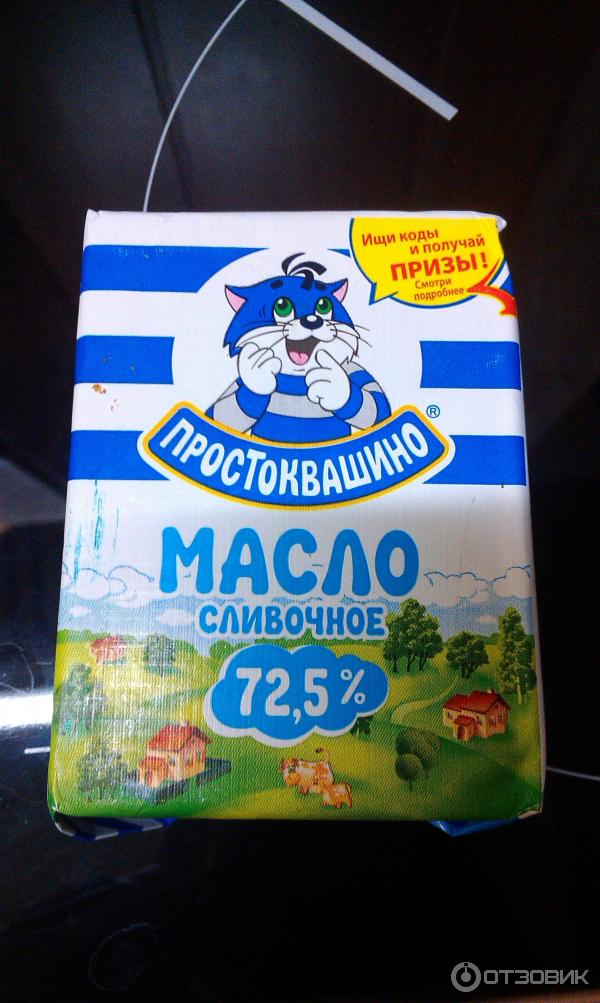 Ищи коды
и получай
ПРИЗЫ!
Смотри
подробнее
ПРОСТОКВАШИНО ®
МАСЛО
СЛИВОЧНОЕ
72,5%
ОТЗОВИК